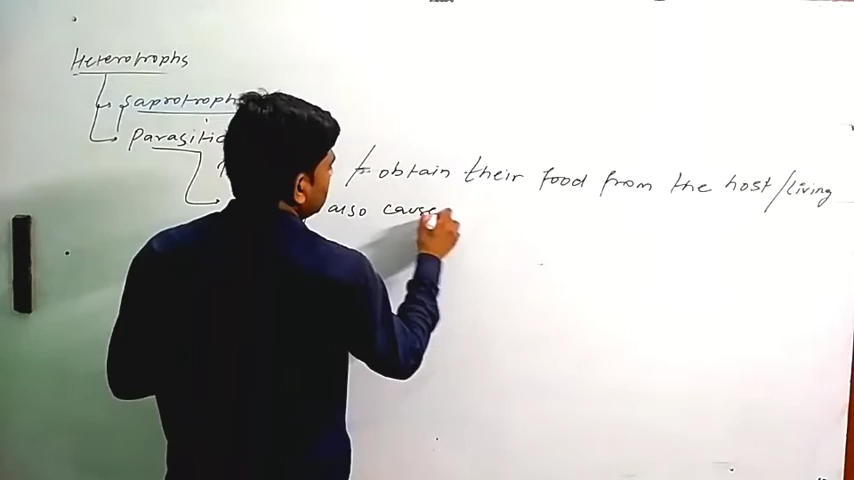 Heterotrophs
Saprotroph
Parasitic
obtain their food from the host/living
also cause